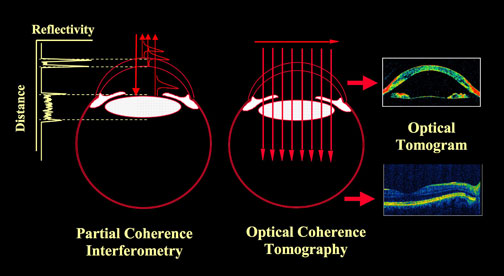 Reflectivity
Distance
Optical
Tomogram
Partial Coherence
Interferometry
Optical Coherence
Tomography